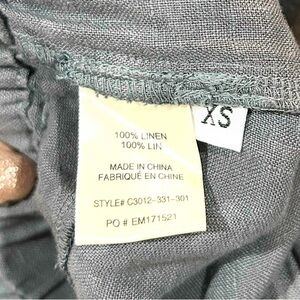 XS
100% LINEN
100% LIN
MADE IN CHINA
FABRIQUÉ EN CHINE
STYLE# C3012-331-301
PO # EM171521